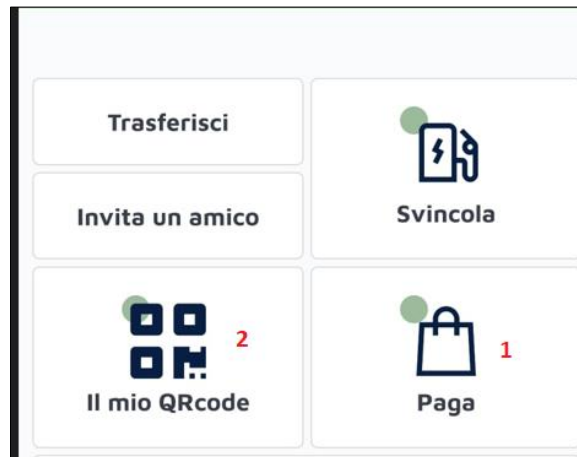 Trasferisci
Invita un amico
Svincola
2
Il mio QRcode
1
Paga